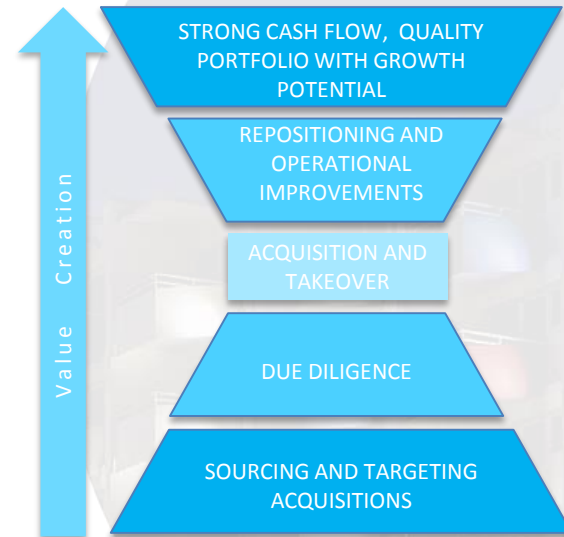 STRONG CASH FLOW, QUALITY
PORTFOLIO WITH GROWTH
POTENTIAL
REPOSITIONING AND
OPERATIONAL
IMPROVEMENTS
ACQUISITION AND
TAKEOVER
DUE DILIGENCE
SOURCING AND TARGETING
ACQUISITIONS
Value Creation